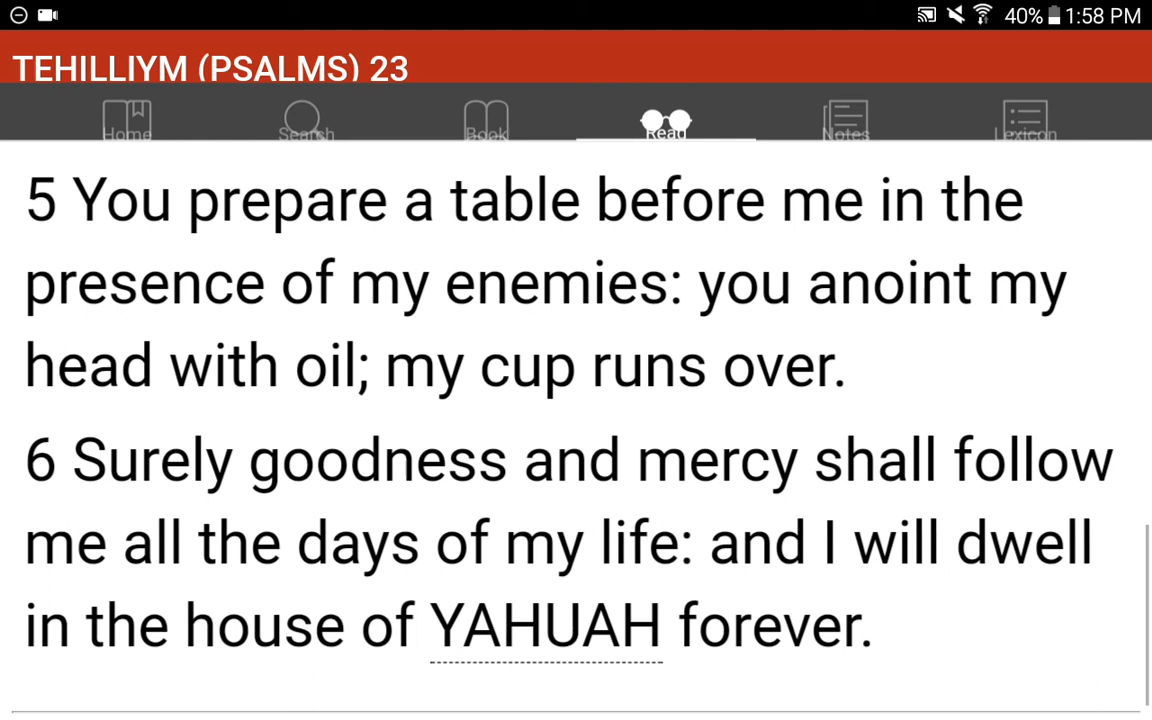 40% 1:58 PM
TEHILLIYM (PSALMS) 23
Home Search Book Read Notes Lexicon
5 You prepare a table before me in the
presence of my enemies: you anoint my
head with oil; my cup runs over.
6 Surely goodness and mercy shall follow
me all the days of my life: and I will dwell
in the house of YAHUAH forever.